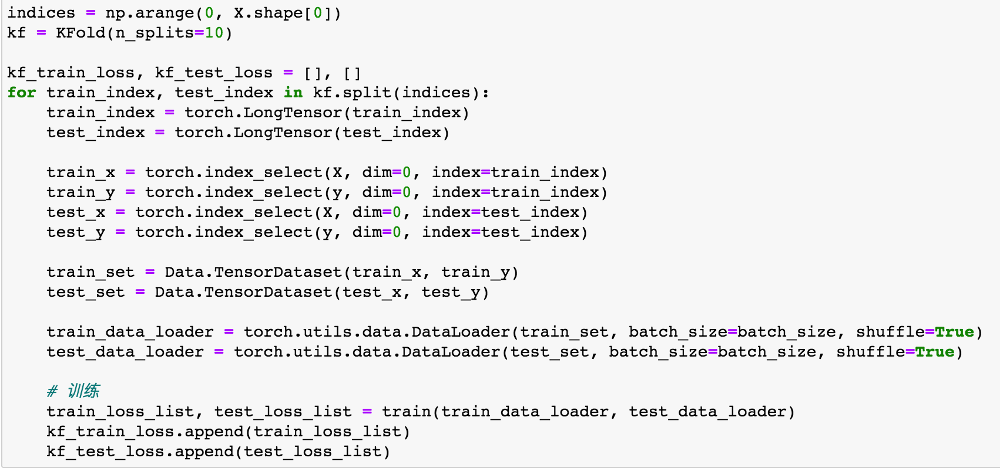 indices = np.arange(0, X.shape[0])
kf = KFold(n_splits=10)
kf_train_loss, kf_test_loss = [], []
for train_index, test_index in kf.split(indices):
    train_index = torch.LongTensor(train_index)
    test_index = torch.LongTensor(test_index)
    train_x = torch.index_select(X, dim=0, index=train_index)
    train_y = torch.index_select(y, dim=0, index=train_index)
    test_x = torch.index_select(X, dim=0, index=test_index)
    test_y = torch.index_select(y, dim=0, index=test_index)
    train_set = Data.TensorDataset(train_x, train_y)
    test_set = Data.TensorDataset(test_x, test_y)
    train_data_loader = torch.utils.data.DataLoader(train_set, batch_size=batch_size, shuffle=True)
    test_data_loader = torch.utils.data.DataLoader(test_set, batch_size=batch_size, shuffle=True)
    # 训练
    train_loss_list, test_loss_list = train(train_data_loader, test_data_loader)
    kf_train_loss.append(train_loss_list)
    kf_test_loss.append(test_loss_list)